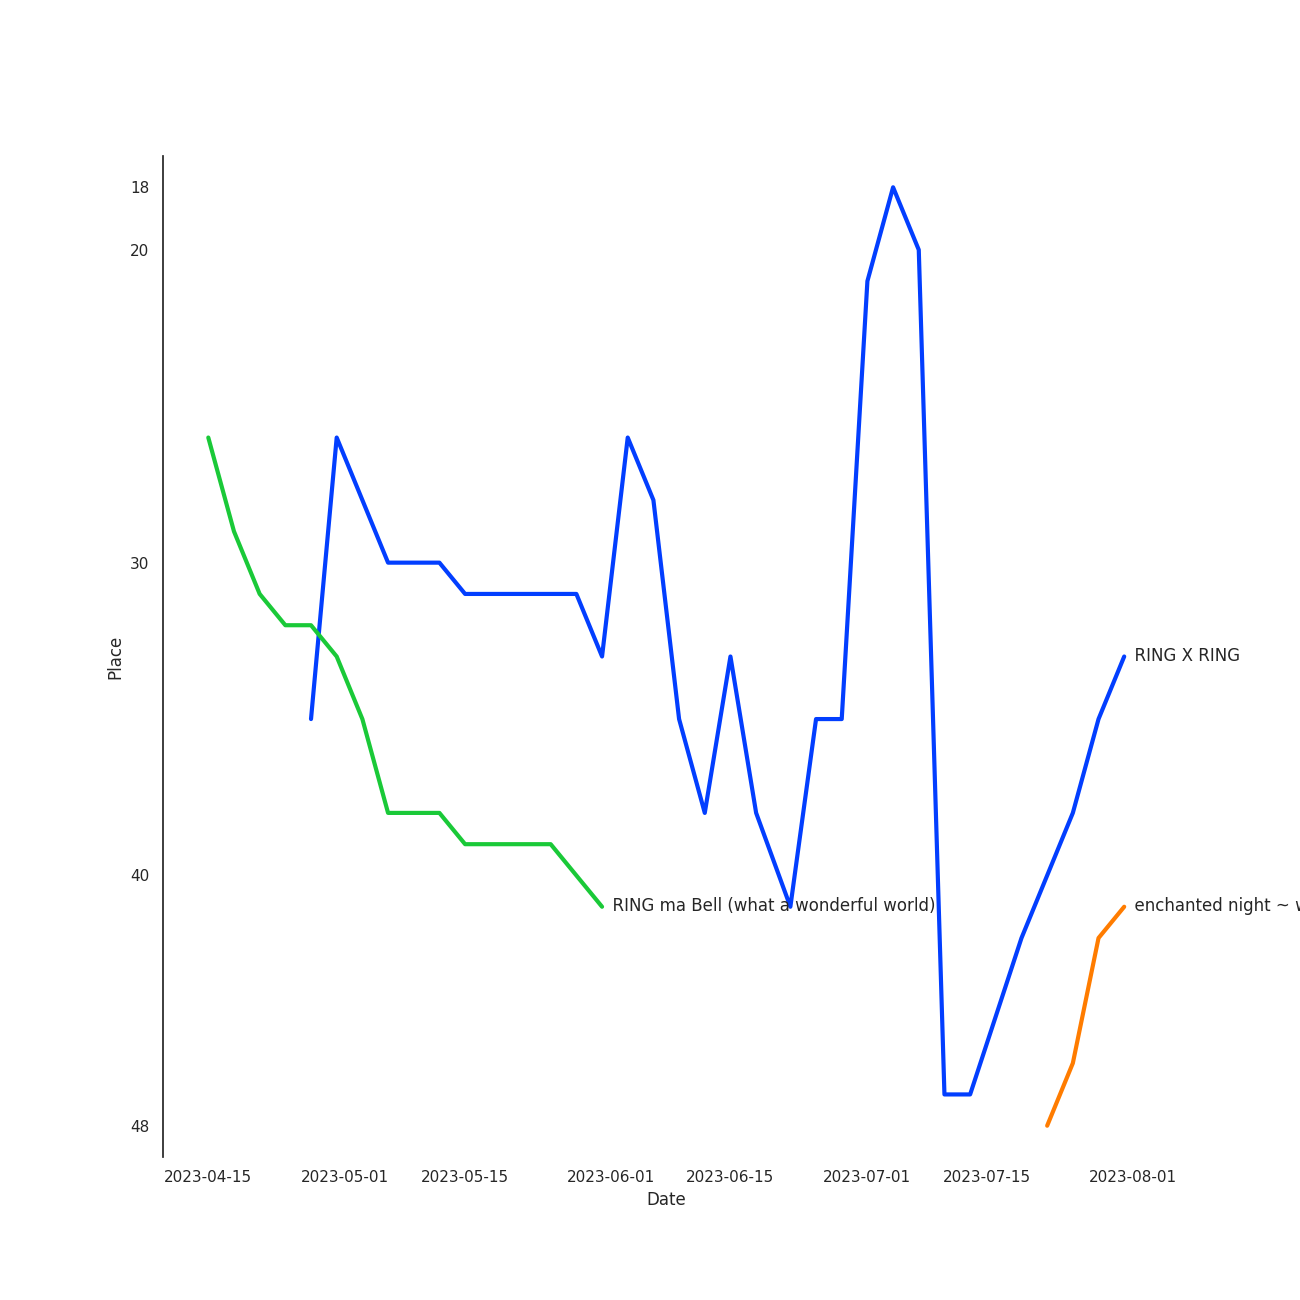 18
20
30
40
48
Place
RING X RING
RING ma Bell (what a wonderful world)
enchanted night ~
2023-04-15 2023-05-01 2023-05-15 2023-06-01 2023-06-15 2023-07-01 2023-07-15 2023-08-01
Date